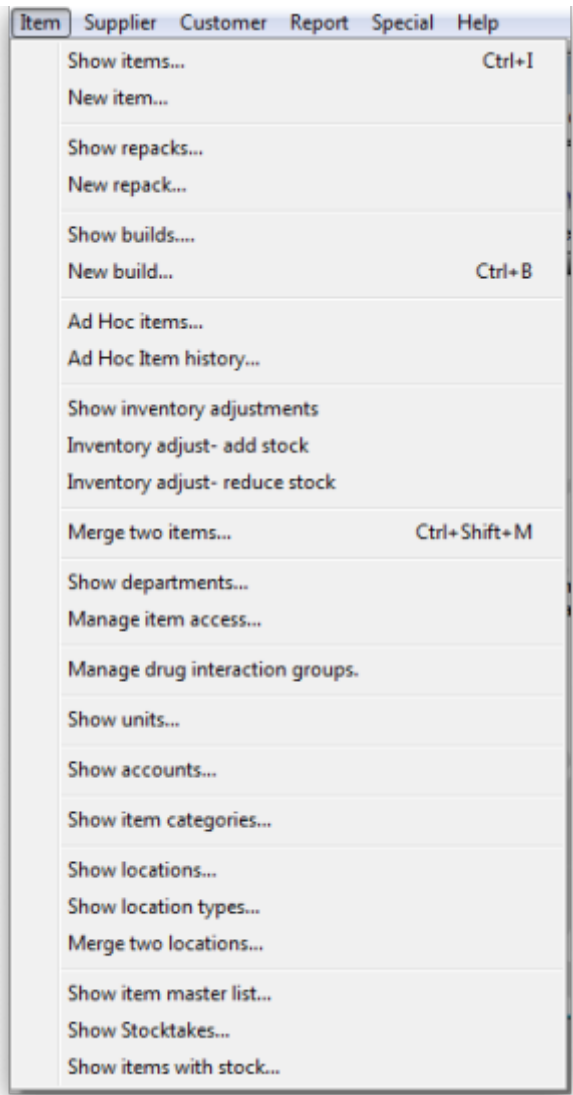 Item Supplier Customer Report Special Help
Show items... Ctrl+I
New item...
Show repacks...
New repack...
Show builds....
New build... Ctrl+B
Ad Hoc items...
Ad Hoc Item history...
Show inventory adjustments
Inventory adjust- add stock
Inventory adjust- reduce stock
Merge two items... Ctrl+Shift+M
Show departments...
Manage item access...
Manage drug interaction groups.
Show units...
Show accounts...
Show item categories...
Show locations...
Show location types...
Merge two locations...
Show item master list...
Show Stocktakes...
Show items with stock...